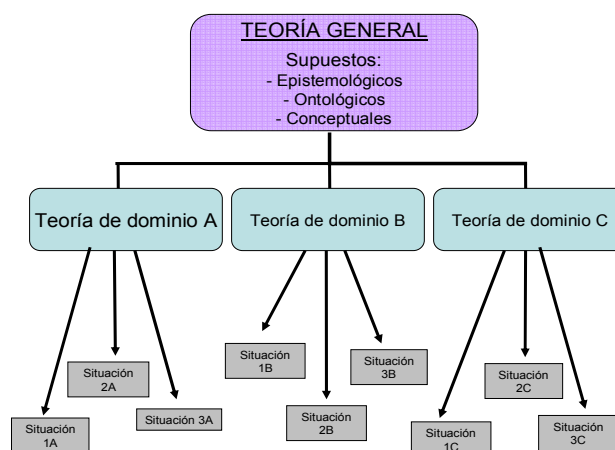 TEORÍA GENERAL
Supuestos:
- Epistemológicos
- Ontológicos
- Conceptuales
Teoría de dominio A
Teoría de dominio B
Teoría de dominio C
Situación
1A
Situación
2A
Situación 3A
Situación
1B
Situación
2B
Situación
3B
Situación
1C
Situación
2C
Situación
3C